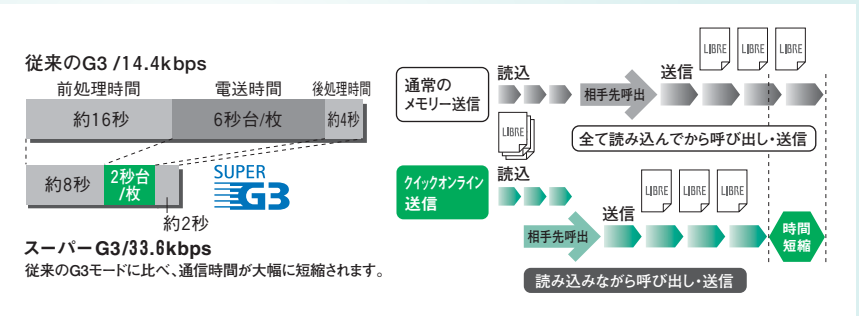 従来のG3 /14.4kbps
前処理時間 電送時間 後処理時間
約16秒 6秒台/枚 約4秒
約8秒 2秒台
/枚
約2秒
SUPER
G3
スーパーG3/33.6kbps
従来のG3モードに比べ、通信時間が大幅に短縮されます。
通常の
メモリー送信
読込
相手先呼出
送信
LIBRE LIBRE LIBRE
LIBRE
全て読み込んでから呼び出し・送信
クイックオンライン
送信
読込
相手先呼出
送信
LIBRE LIBRE LIBRE
時間
短縮
読み込みながら呼び出し・送信